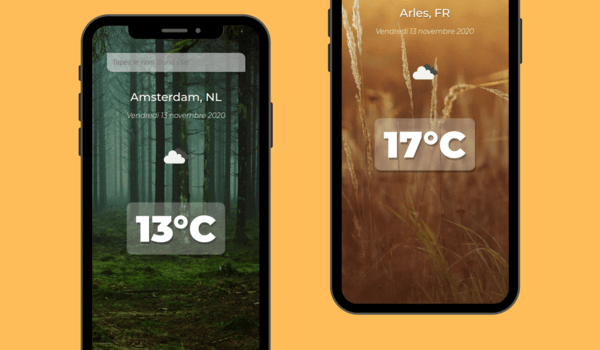 Tapez le nom d'une ville
Amsterdam, NL
Vendredi 13 novembre 2020
13°C
Arles, FR
Vendredi 13 novembre 2020
17°C